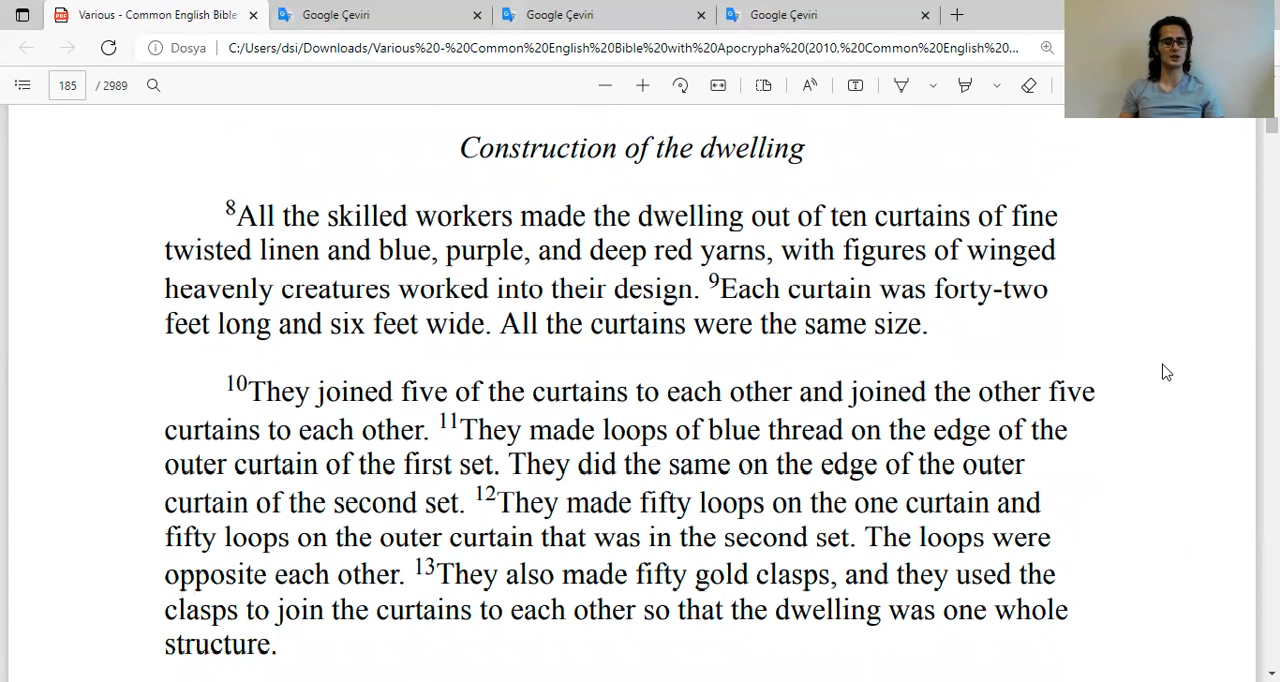 Various - Common English Bible
Google Çeviri
Google Çeviri
Google Çeviri
Dosya
C:/Users/dsi/Downloads/Various%20-%20Common%20English%20Bible%20with%20Apocrypha%20(2010,%20Common%20English%20...
185 / 2989
Construction of the dwelling
8All the skilled workers made the dwelling out of ten curtains of fine
twisted linen and blue, purple, and deep red yarns, with figures of winged
heavenly creatures worked into their design. 9Each curtain was forty-two
feet long and six feet wide. All the curtains were the same size.
10They joined five of the curtains to each other and joined the other five
curtains to each other. 11They made loops of blue thread on the edge of the
outer curtain of the first set. They did the same on the edge of the outer
curtain of the second set. 12They made fifty loops on the one curtain and
fifty loops on the outer curtain that was in the second set. The loops were
opposite each other. 13They also made fifty gold clasps, and they used the
clasps to join the curtains to each other so that the dwelling was one whole
structure.